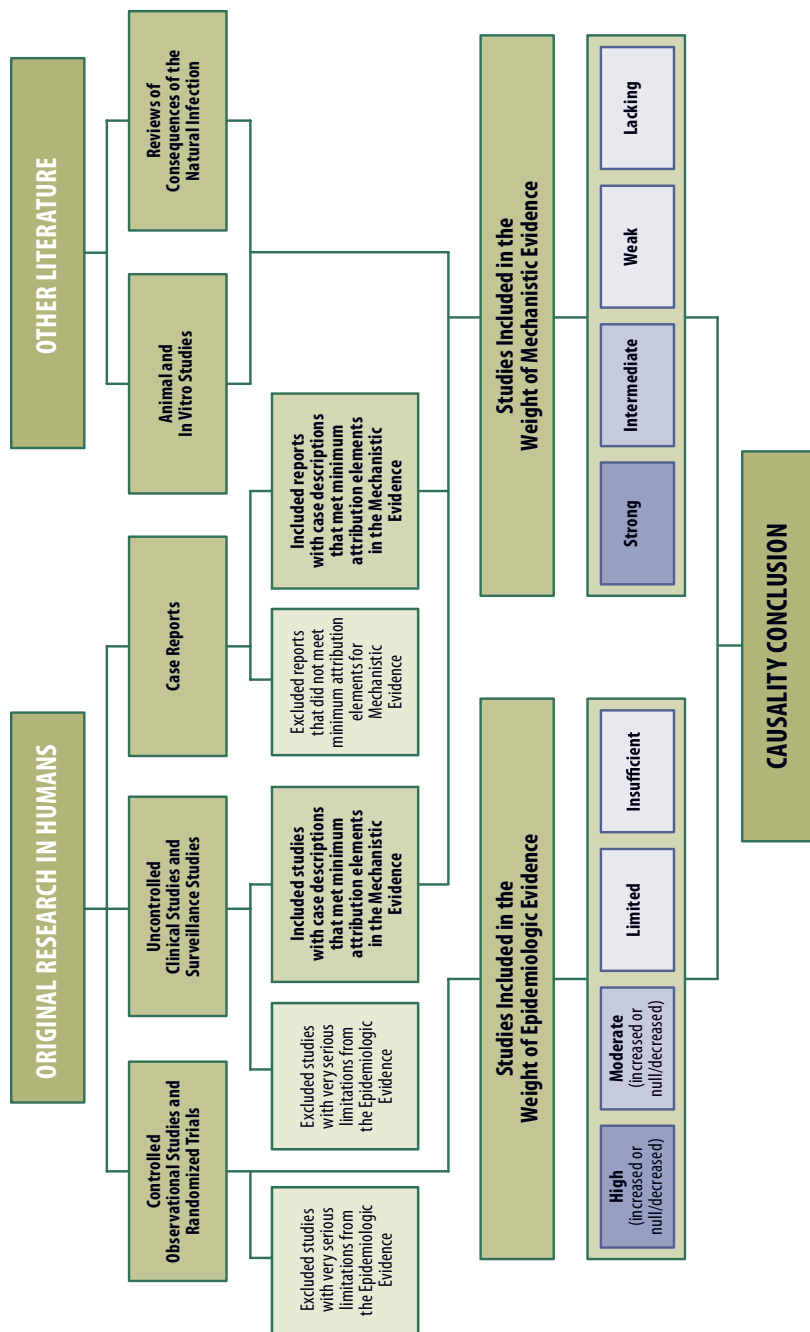 ORIGINAL RESEARCH IN HUMANS
OTHER LITERATURE
Controlled
Observational Studies and
Randomized Trials
Uncontrolled
Clinical Studies and
Surveillance Studies
Case Reports
Animal and
In Vitro Studies
Reviews of
Consequences of the
Natural Infection
Excluded studies
with very serious
limitations from
the Epidemiologic
Evidence
Excluded studies
with very serious
limitations from
the Epidemiologic
Evidence
Included studies
with case descriptions
that met minimum
attribution elements
in the Mechanistic
Evidence
Excluded reports
that did not meet
minimum attribution
elements for
Mechanistic
Evidence
Included reports
with case descriptions
that met minimum
attribution elements
in the Mechanistic
Evidence
Studies Included in the
Weight of Epidemiologic Evidence
Studies Included in the
Weight of Mechanistic Evidence
High
(increased or
null/decreased)
Moderate
(increased or
null/decreased)
Limited
Insufficient
Strong
Intermediate
Weak
Lacking
CAUSALITY CONCLUSION